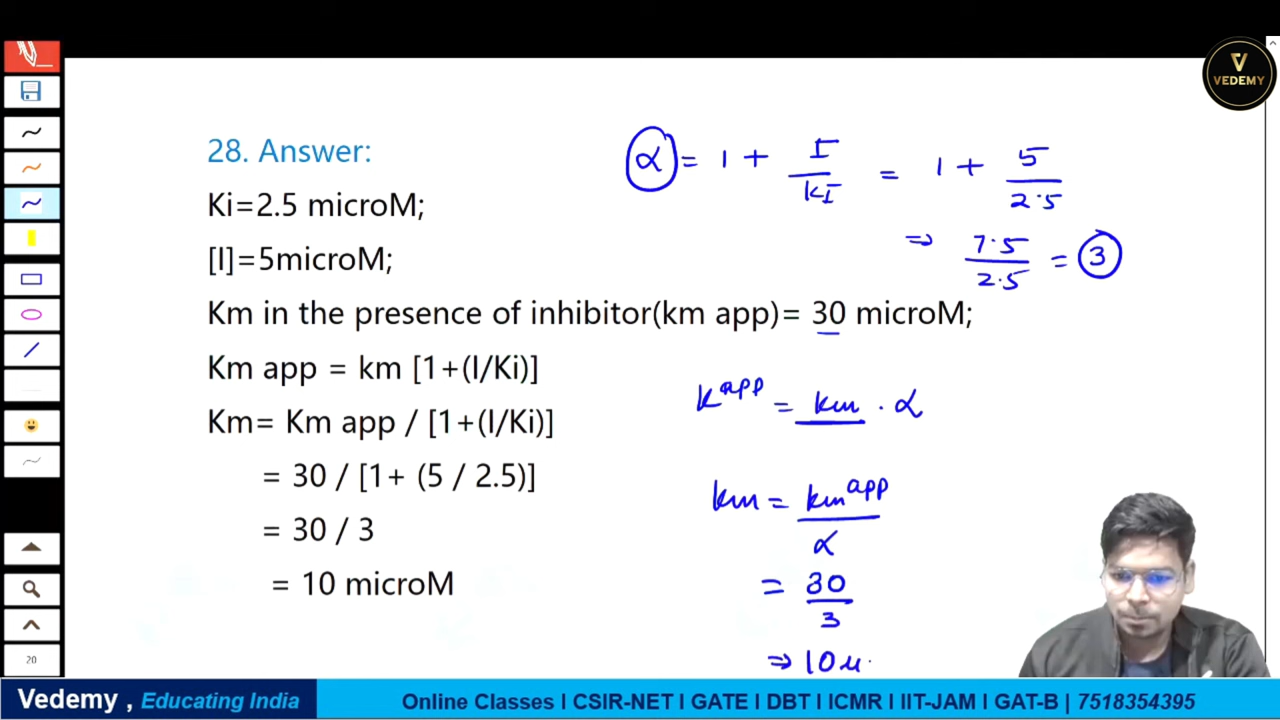 V
VEDEMY
28. Answer:
Ki=2.5 microM;
[I]=5microM;
Km in the presence of inhibitor(km app)= 30 microM;
Km app = km [1+(I/Ki)]
Km= Km app / [1+(I/Ki)]
= 30 / [1+ (5 / 2.5)]
= 30 / 3
= 10 microM
α = 1 + I/KI = 1 + 5/2.5
⇒ 7.5/2.5 = 3
K^app = km . α
km = km^app/α
= 30/3
⇒ 10 μ
20
Vedemy , Educating India
Online Classes I CSIR-NET I GATE I DBT I ICMR I IIT-JAM I GAT-B I 7518354395